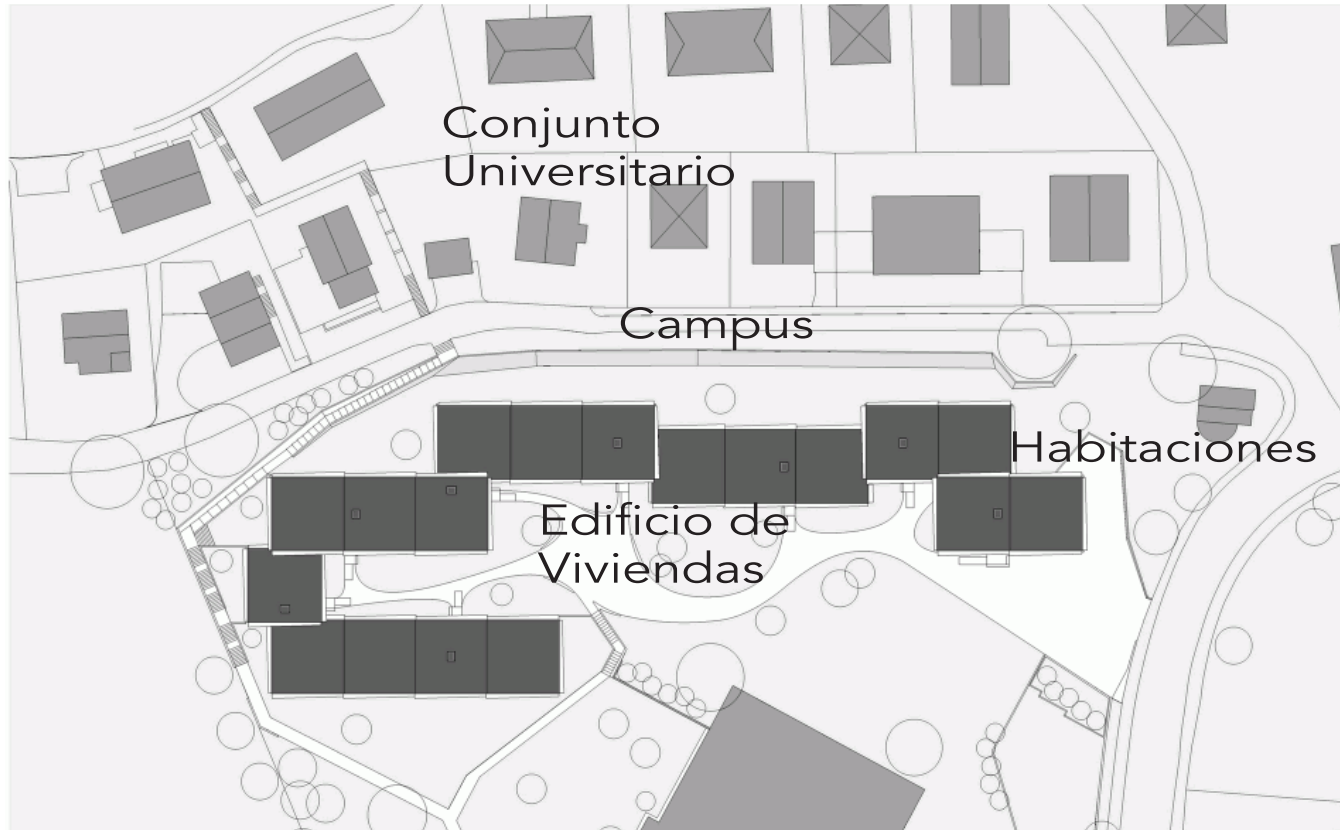 Conjunto
Universitario
Campus
Habitaciones
Edificio de
Viviendas